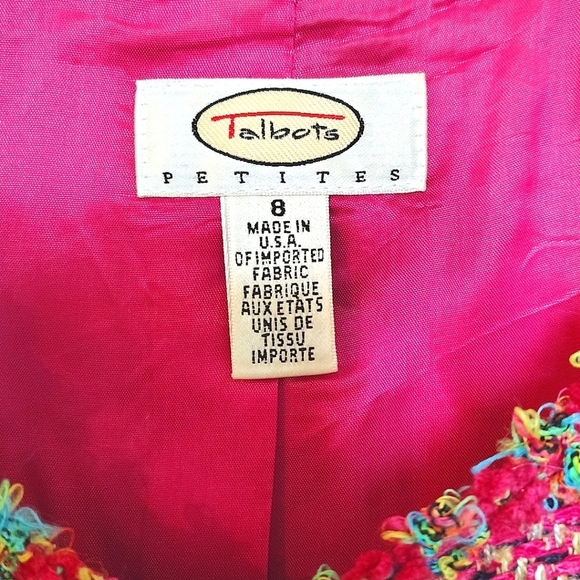 Talbots
PETITES
8
MADE IN
U.S.A.
OF IMPORTED
FABRIC
FABRIQUE
AUX ETATS
UNIS DE
TISSU
IMPORTE